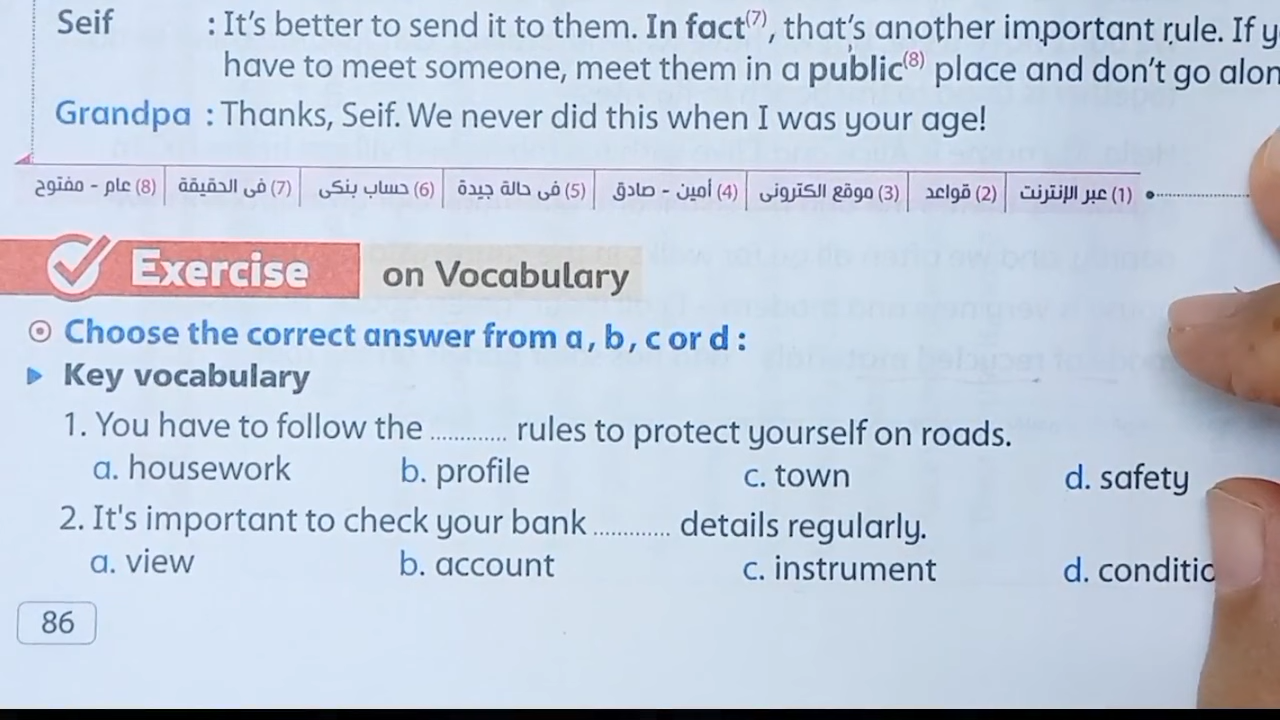 Seif : It's better to send it to them. In fact(7), that's another important rule. If
have to meet someone, meet them in a public(8) place and don't go
Grandpa : Thanks, Seif. We never did this when I was your age!
(1) عبر الإنترنت (2) قواعد (3) موقع الكترونى (4) أمين - صادق (5) فى حالة جيدة (6) حساب بنكى (7) فى الحقيقة (8) عام - مفتوح
Exercise on Vocabulary
Choose the correct answer from a, b, c or d :
Key vocabulary
1. You have to follow the ............ rules to protect yourself on roads.
a. housework b. profile c. town d. safety
2. It's important to check your bank ............ details regularly.
a. view b. account c. instrument d.
86